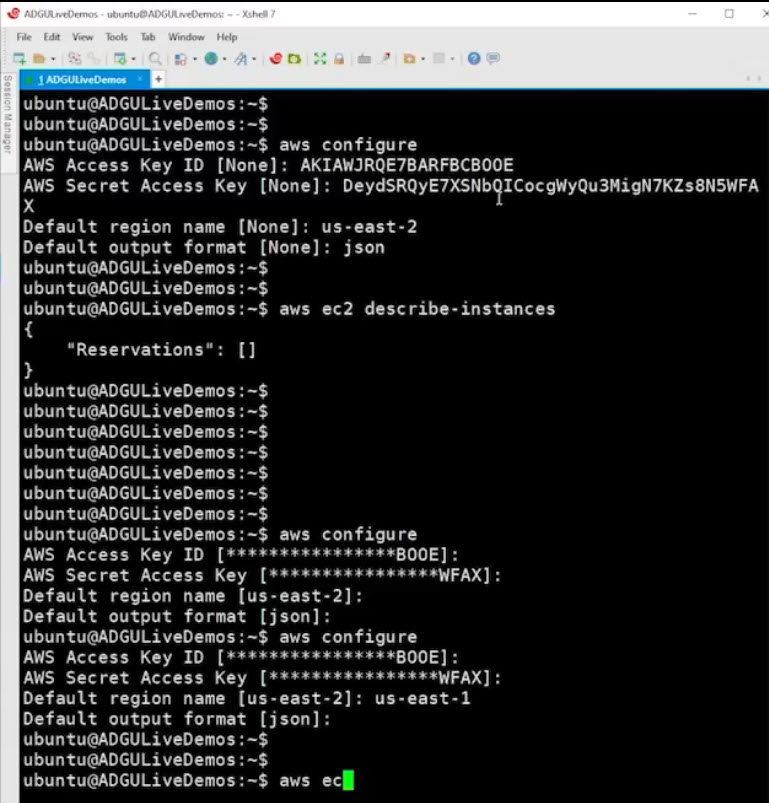 ADGULiveDemos - ubuntu@ADGULiveDemos: ~ - Xshell 7
File Edit View Tools Tab Window Help
Session Manager
1 ADGULiveDemos
ubuntu@ADGULiveDemos:~$
ubuntu@ADGULiveDemos:~$
ubuntu@ADGULiveDemos:~$ aws configure
AWS Access Key ID [None]: AKIAWJRQE7BARFBCBOOE
AWS Secret Access Key [None]: DeydSRQyE7XSNbQICocgWyQu3MigN7KZs8N5WFA
X
Default region name [None]: us-east-2
Default output format [None]: json
ubuntu@ADGULiveDemos:~$
ubuntu@ADGULiveDemos:~$
ubuntu@ADGULiveDemos:~$ aws ec2 describe-instances
{
    "Reservations": []
}
ubuntu@ADGULiveDemos:~$
ubuntu@ADGULiveDemos:~$
ubuntu@ADGULiveDemos:~$
ubuntu@ADGULiveDemos:~$
ubuntu@ADGULiveDemos:~$
ubuntu@ADGULiveDemos:~$
ubuntu@ADGULiveDemos:~$
ubuntu@ADGULiveDemos:~$ aws configure
AWS Access Key ID [****************BOOE]:
AWS Secret Access Key [****************WFAX]:
Default region name [us-east-2]:
Default output format [json]:
ubuntu@ADGULiveDemos:~$ aws configure
AWS Access Key ID [****************BOOE]:
AWS Secret Access Key [****************WFAX]:
Default region name [us-east-2]: us-east-1
Default output format [json]:
ubuntu@ADGULiveDemos:~$
ubuntu@ADGULiveDemos:~$
ubuntu@ADGULiveDemos:~$ aws ec